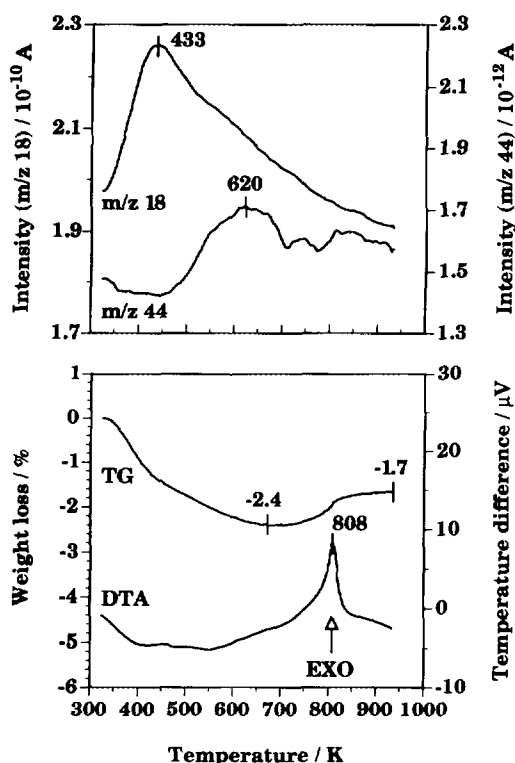 2.3
2.1
1.9
1.7
Intensity (m/z 18) / 10⁻¹⁰ A
433
620
m/z 18
m/z 44
2.3
2.1
1.9
1.7
1.5
1.3
Intensity (m/z 44) / 10⁻¹² A
1
0
-1
-2
-3
-4
-5
-6
Weight loss / %
TG
-2.4
-1.7
808
DTA
EXO
30
20
10
0
-10
Temperature difference / μV
300 400 500 600 700 800 900 1000
Temperature / K